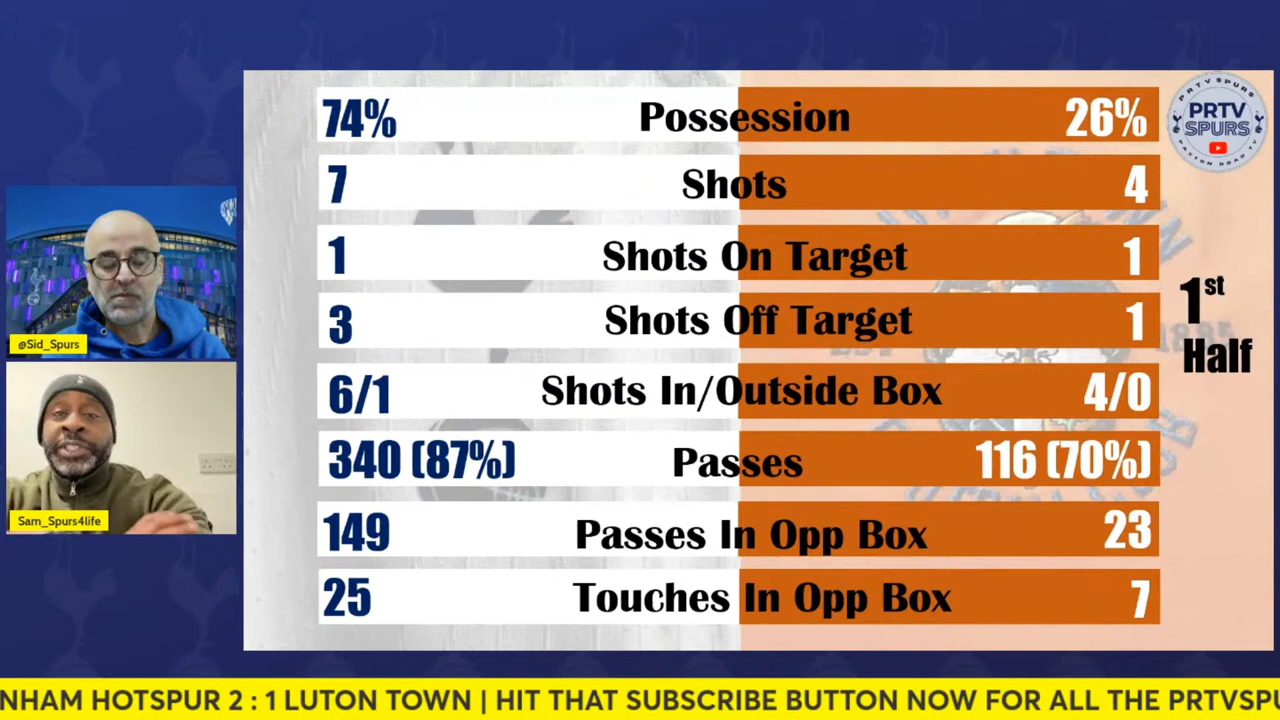 74% Possession 26%
7 Shots 4
1 Shots On Target 1
3 Shots Off Target 1
6/1 Shots In/Outside Box 4/0
340 (87%) Passes 116 (70%)
149 Passes In Opp Box 23
25 Touches In Opp Box 7
PRTV SPURS
PRTV
SPURS
PAXTON ROAD TV
1st
Half
@Sid_Spurs
Sam_Spurs4life
NHAM HOTSPUR 2 : 1 LUTON TOWN | HIT THAT SUBSCRIBE BUTTON NOW FOR ALL THE PRTVSPU